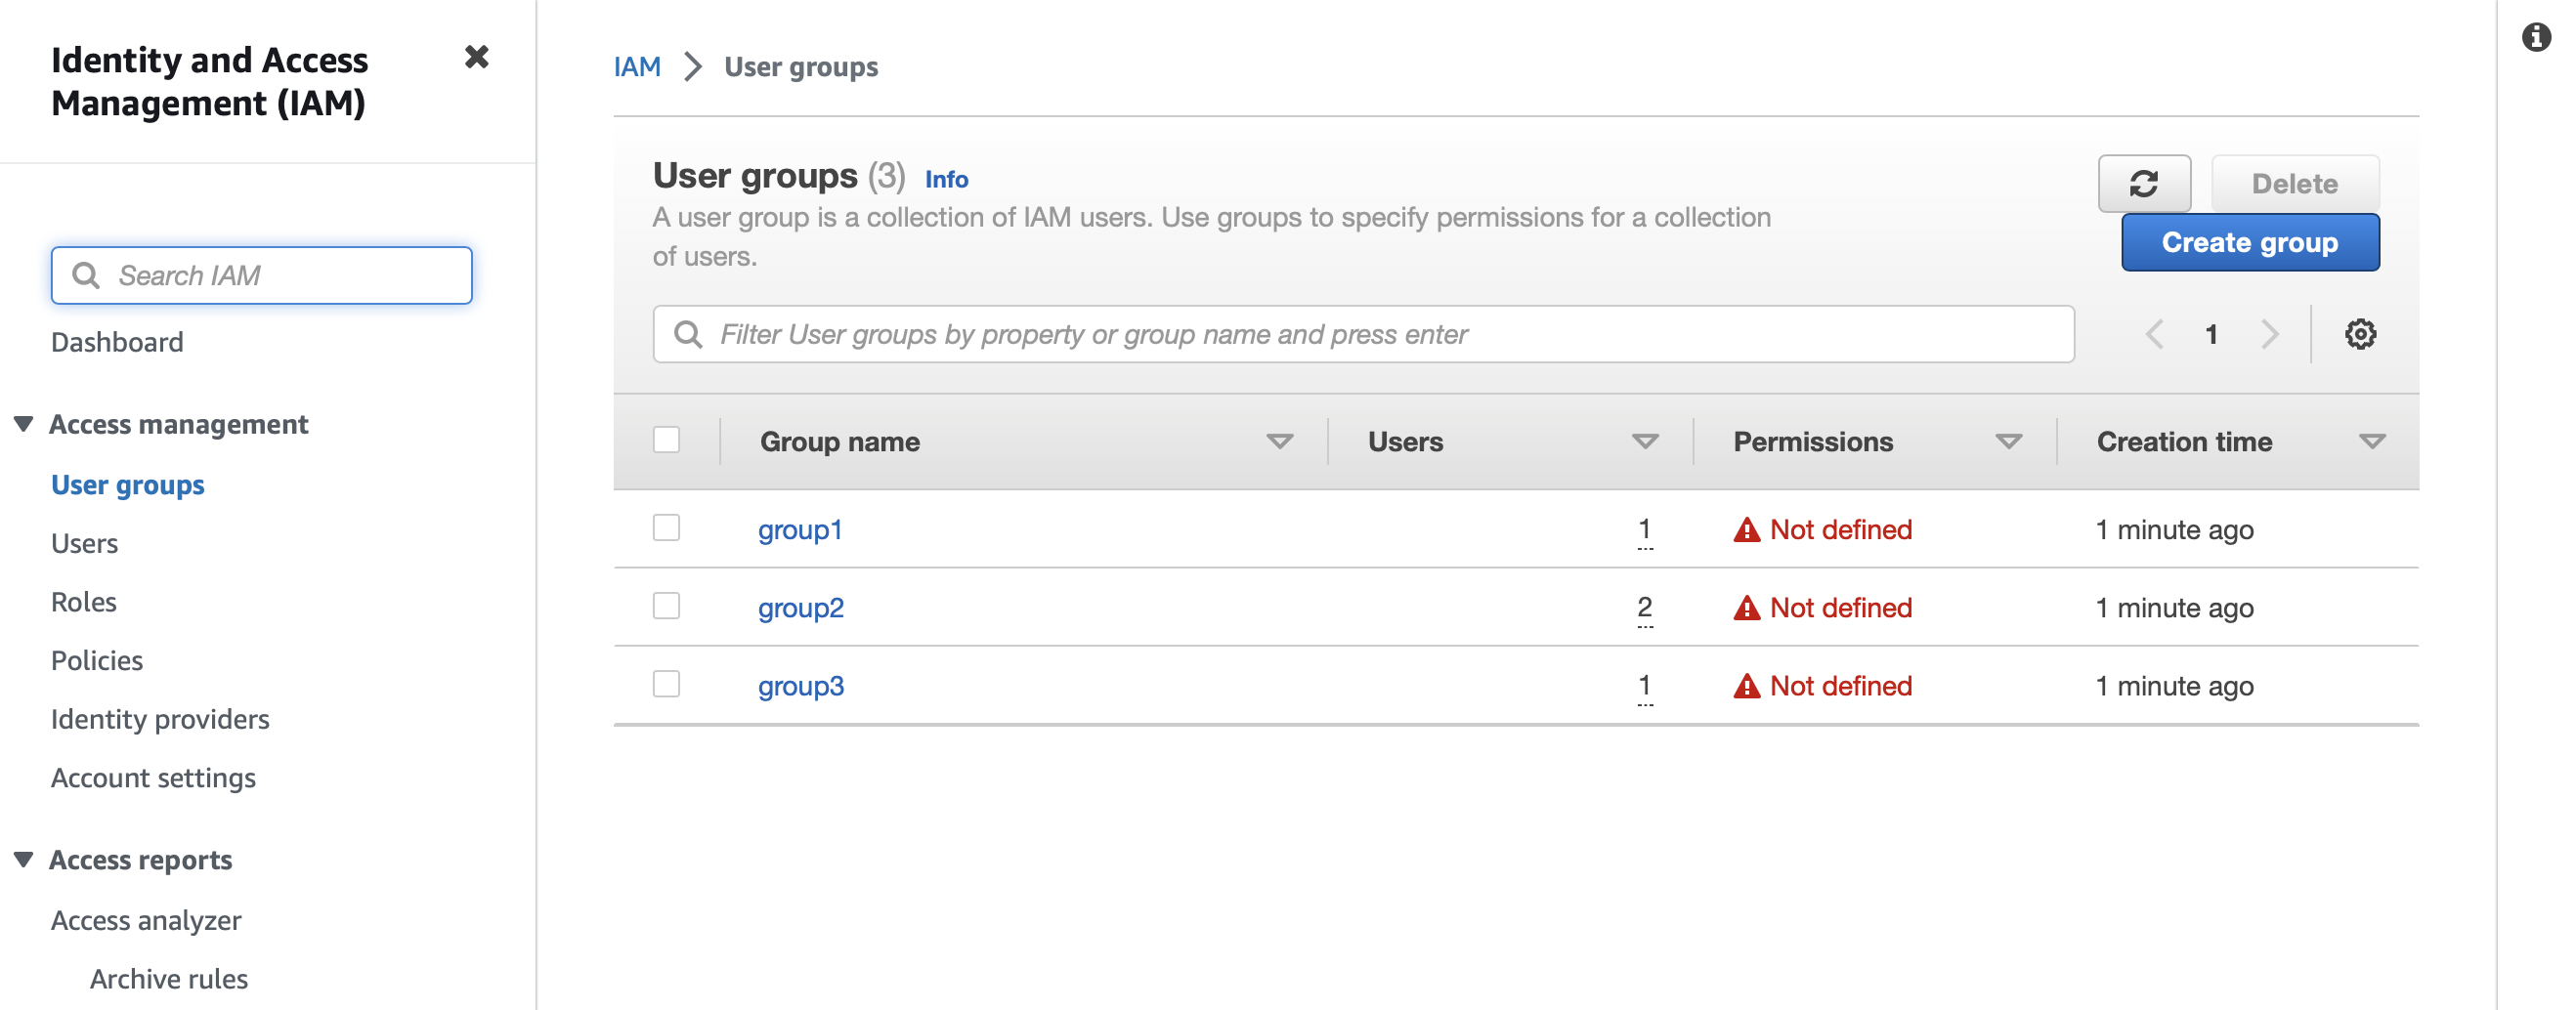 Identity and Access
Management (IAM)
Search IAM
Dashboard
Access management
User groups
Users
Roles
Policies
Identity providers
Account settings
Access reports
Access analyzer
Archive rules
IAM > User groups
User groups (3) Info
A user group is a collection of IAM users. Use groups to specify permissions for a collection
of users.
Delete
Create group
Filter User groups by property or group name and press enter
1
Group name Users Permissions Creation time
group1 1 Not defined 1 minute ago
group2 2 Not defined 1 minute ago
group3 1 Not defined 1 minute ago